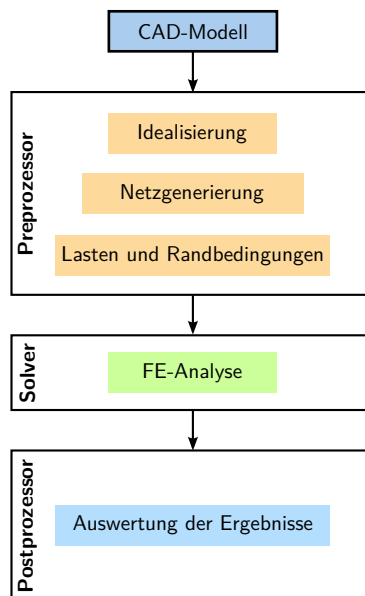 CAD-Modell
Preprozessor
Idealisierung
Netzgenerierung
Lasten und Randbedingungen
Solver
FE-Analyse
Postprozessor
Auswertung der Ergebnisse